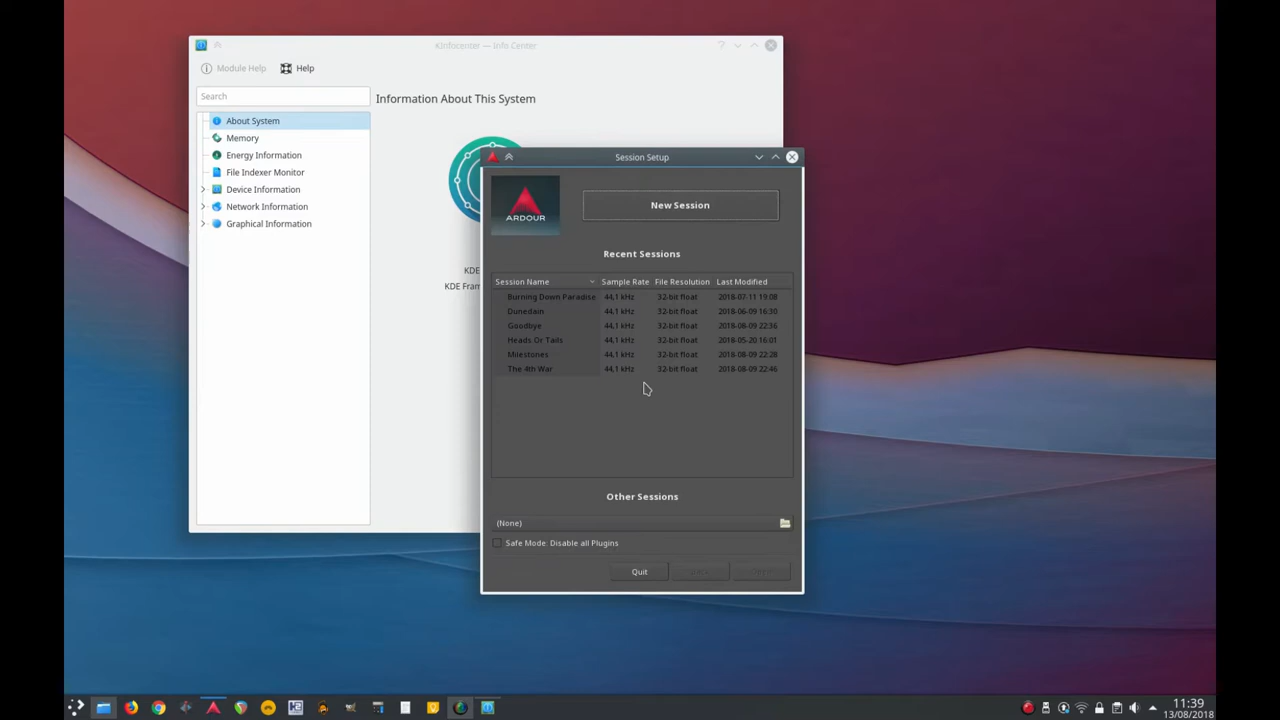 KInfocenter — Info Center
Module Help Help
Search
Information About This System
About System
Memory
Energy Information
File Indexer Monitor
Device Information
Network Information
Graphical Information
KDE
KDE Fram
Session Setup
ARDOUR
New Session
Recent Sessions
Session Name Sample Rate File Resolution Last Modified
Burning Down Paradise 44,1 kHz 32-bit float 2018-07-11 19:08
Dunedain 44,1 kHz 32-bit float 2018-06-09 16:30
Goodbye 44,1 kHz 32-bit float 2018-08-09 22:36
Heads Or Tails 44,1 kHz 32-bit float 2018-05-20 16:01
Milestones 44,1 kHz 32-bit float 2018-08-09 22:28
The 4th War 44,1 kHz 32-bit float 2018-08-09 22:46
Other Sessions
(None)
Safe Mode: Disable all Plugins
Quit
11:39
13/08/2018